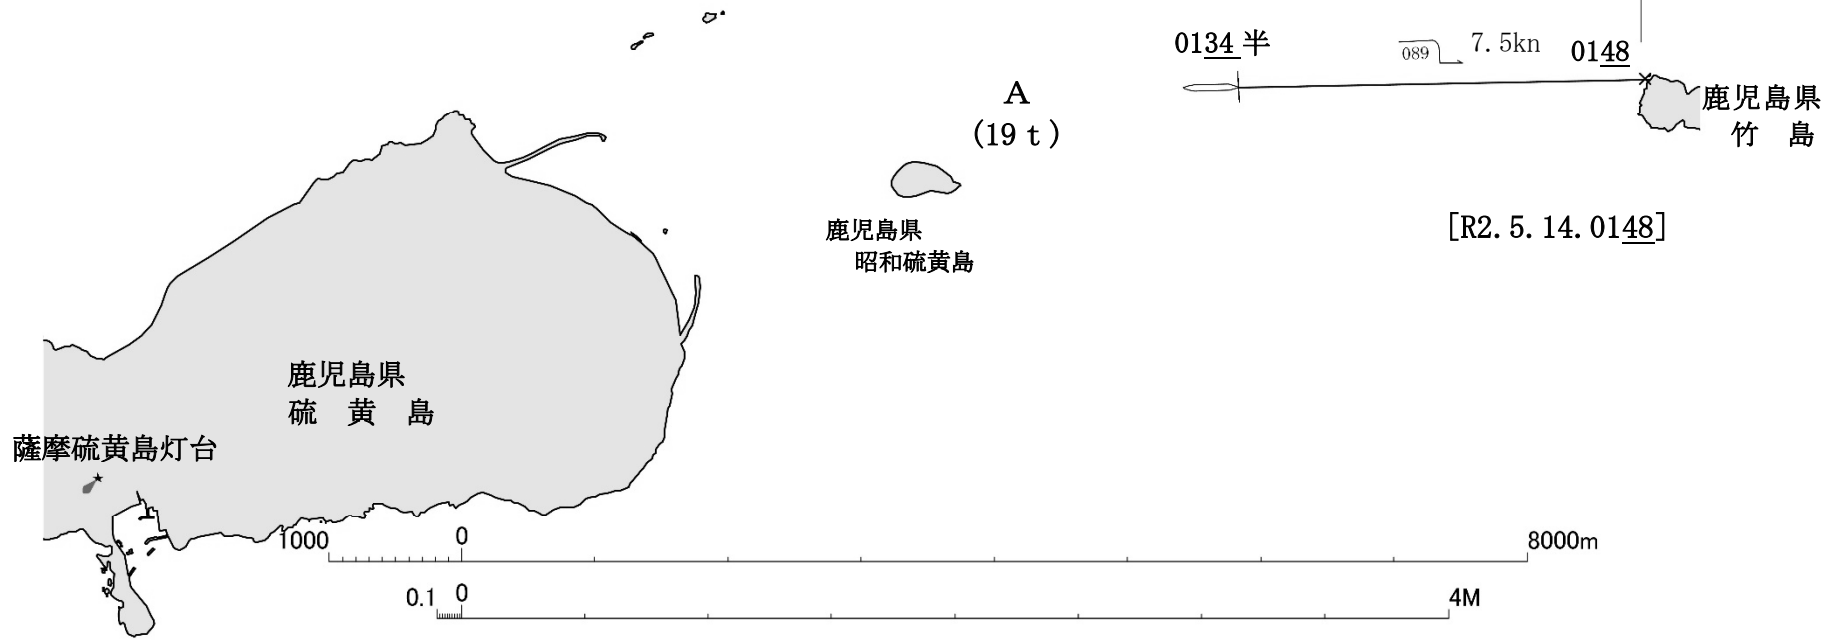 0134半
089
7.5kn
0148
A
(19ｔ)
鹿児島県
竹　島
鹿児島県
昭和硫黄島
[R2.5.14.0148]
鹿児島県
硫　黄　島
薩摩硫黄島灯台
1000 0 8000m
0.1 0 4M